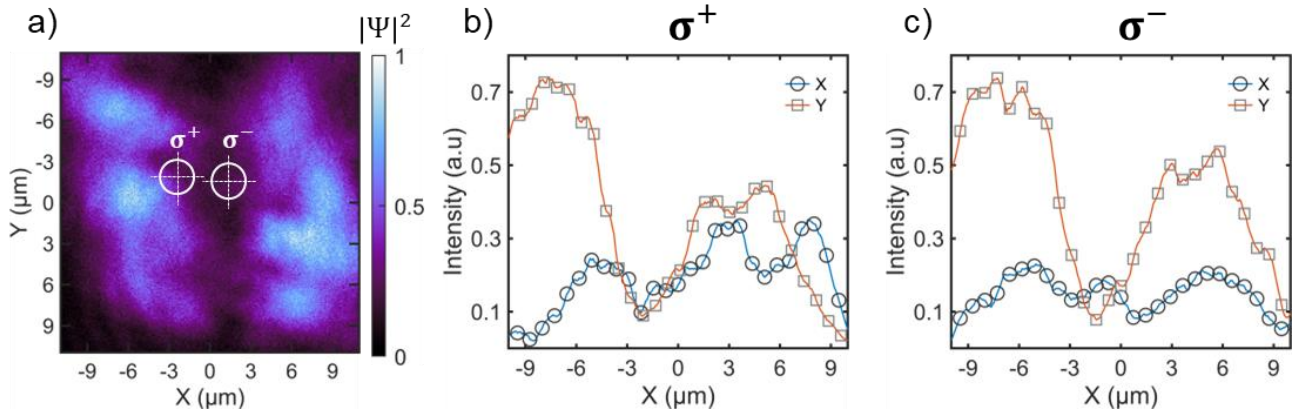 a)
|Ψ|²
b)
σ⁺
c)
σ⁻
-9
-6
-3
0
3
6
9
Y (μm)
σ⁺
σ⁻
-9 -6 -3 0 3 6 9
X (μm)
1
0.5
0
0.7
0.5
0.3
0.1
Intensity (a.u)
X
Y
-9 -6 -3 0 3 6 9
X (μm)
0.7
0.5
0.3
0.1
Intensity (a.u)
X
Y
-9 -6 -3 0 3 6 9
X (μm)